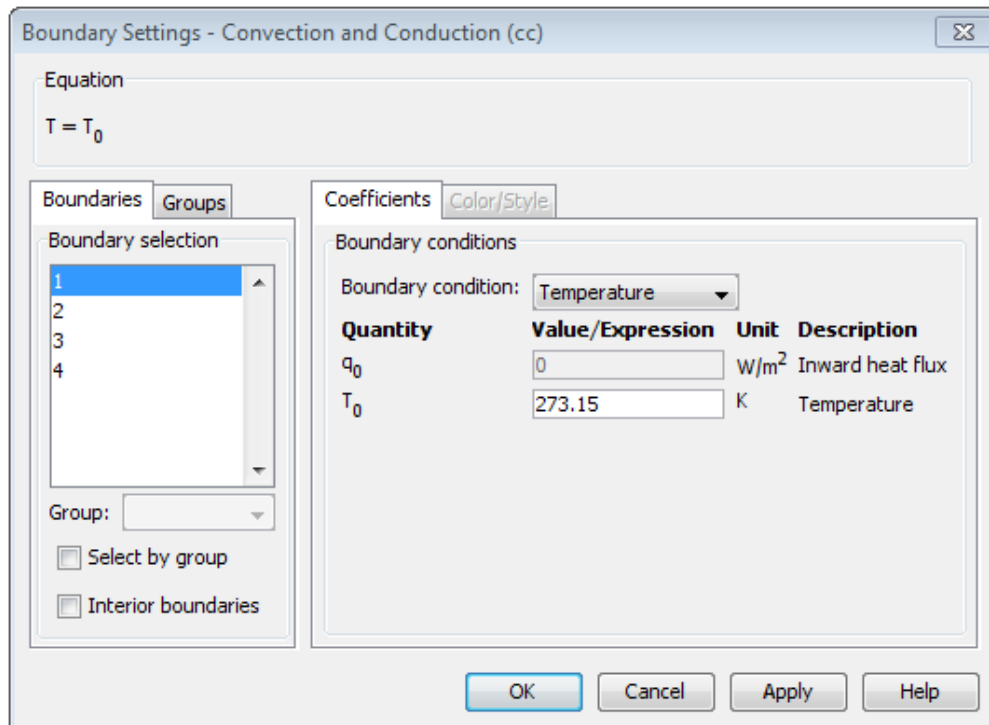 Boundary Settings - Convection and Conduction (cc)
Equation
T = T₀
Boundaries Groups
Boundary selection
1
2
3
4
Group:
Select by group
Interior boundaries
Coefficients Color/Style
Boundary conditions
Boundary condition: Temperature
Quantity Value/Expression Unit Description
q₀ 0 W/m² Inward heat flux
T₀ 273.15 K Temperature
OK Cancel Apply Help